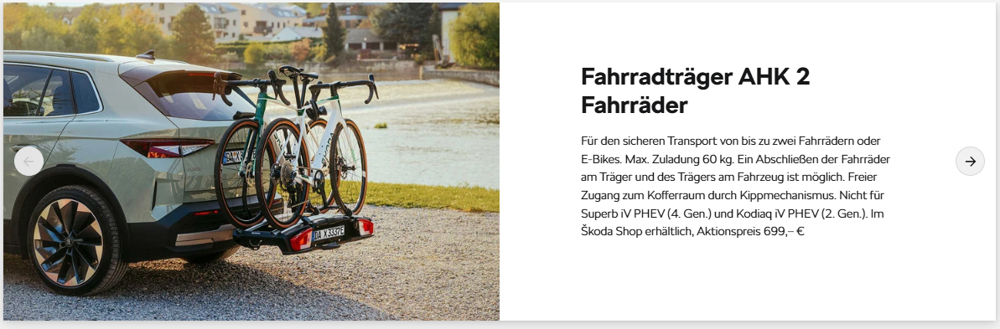 Fahrradträger AHK 2
Fahrräder
Für den sicheren Transport von bis zu zwei Fahrrädern oder
E-Bikes. Max. Zuladung 60 kg. Ein Abschließen der Fahrräder
am Träger und des Trägers am Fahrzeug ist möglich. Freier
Zugang zum Kofferraum durch Kippmechanismus. Nicht für
Superb iV PHEV (4. Gen.) und Kodiaq iV PHEV (2. Gen.). Im
Škoda Shop erhältlich, Aktionspreis 699,– €
DA X3337E